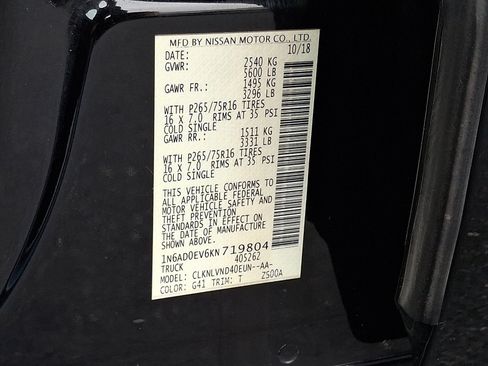 MFD BY NISSAN MOTOR CO., LTD.
DATE: 10/18
GVWR: 2540 KG
5600 LB
GAWR FR.: 1495 KG
3296 LB
WITH P265/75R16 TIRES
16 X 7.0 RIMS AT 35 PSI
COLD SINGLE
GAWR RR.: 1511 KG
3331 LB
WITH P265/75R16 TIRES
16 X 7.0 RIMS AT 35 PSI
COLD SINGLE
THIS VEHICLE CONFORMS TO
ALL APPLICABLE FEDERAL
MOTOR VEHICLE SAFETY AND
THEFT PREVENTION
STANDARDS IN EFFECT ON
THE DATE OF MANUFACTURE
1N6AD0EV6KN719804
TRUCK 405262
MODEL: CLKNLVND40EUN--AA-
COLOR: G41 TRIM: T ZS00A